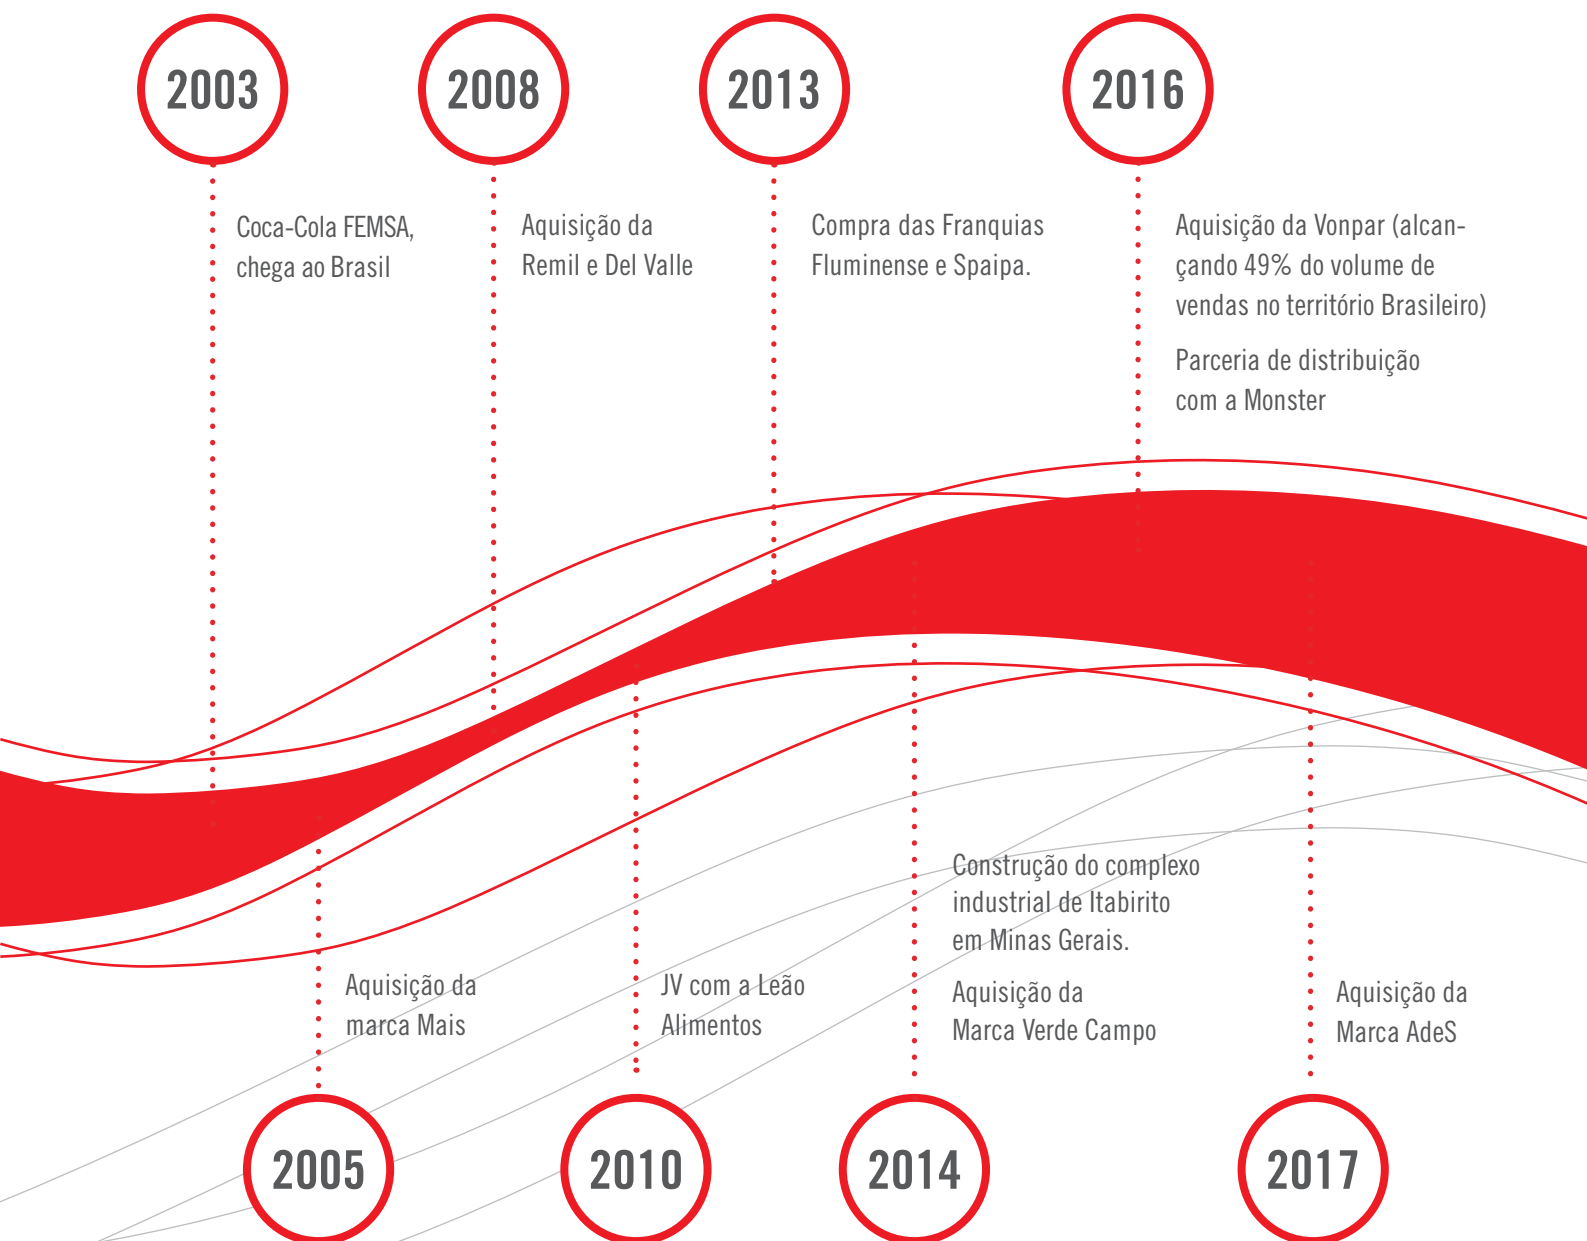 2003
Coca-Cola FEMSA,
chega ao Brasil
2008
Aquisição da
Remil e Del Valle
2013
Compra das Franquias
Fluminense e Spaipa.
2016
Aquisição da Vonpar (alcan-
çando 49% do volume de
vendas no território Brasileiro)
Parceria de distribuição
com a Monster
Aquisição da
marca Mais
2005
JV com a Leão
Alimentos
2010
Construção do complexo
industrial de Itabirito
em Minas Gerais.
Aquisição da
Marca Verde Campo
2014
Aquisição da
Marca AdeS
2017